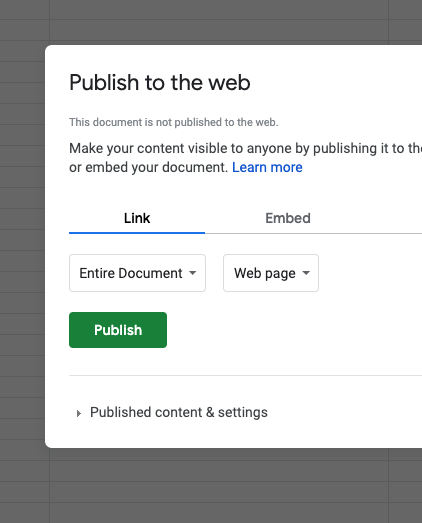 Publish to the web
This document is not published to the web.
Make your content visible to anyone by publishing it to the
or embed your document. Learn more
Link Embed
Entire Document Web page
Publish
Published content & settings